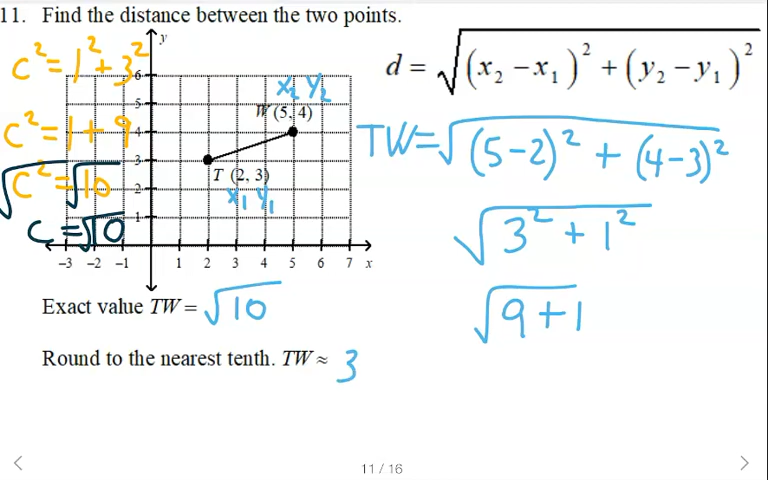 11. Find the distance between the two points.
c² = 1² + 3²
c² = 1 + 9
√c² = √10
c = √10
y
6
5
4
3
2
1
-3 -2 -1 1 2 3 4 5 6 7 x
x₂ y₂
W (5, 4)
T (2, 3)
x₁ y₁
d = √(x₂ − x₁)² + (y₂ − y₁)²
TW = √(5−2)² + (4−3)²
√3² + 1²
√9 + 1
Exact value TW = √10
Round to the nearest tenth. TW ≈ 3
11 / 16